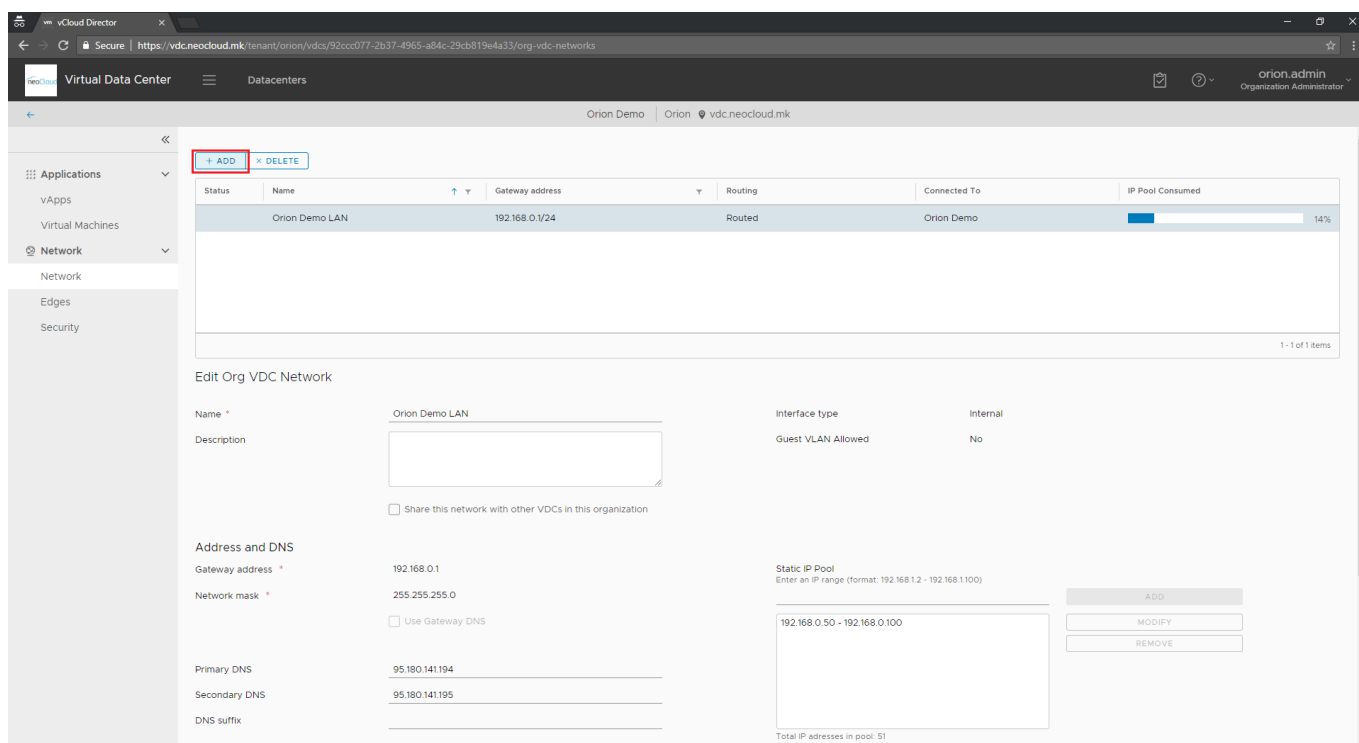 vm vCloud Director
Secure | https://vdc.neocloud.mk/tenant/orion/vdcs/92ccc077-2b37-4965-a84c-29cb819e4a33/org-vdc-networks
neoCloud Virtual Data Center Datacenters orion.admin
Organization Administrator
Orion Demo Orion vdc.neocloud.mk
+ ADD × DELETE
Applications
vApps
Virtual Machines
Network
Network
Edges
Security
Status Name Gateway address Routing Connected To IP Pool Consumed
Orion Demo LAN 192.168.0.1/24 Routed Orion Demo 14%
1 - 1 of 1 items
Edit Org VDC Network
Name * Orion Demo LAN
Description
Share this network with other VDCs in this organization
Interface type Internal
Guest VLAN Allowed No
Address and DNS
Gateway address * 192.168.0.1
Network mask * 255.255.255.0
Use Gateway DNS
Primary DNS 95.180.141.194
Secondary DNS 95.180.141.195
DNS suffix
Static IP Pool
Enter an IP range (format: 192.168.1.2 - 192.168.1.100)
ADD
192.168.0.50 - 192.168.0.100
MODIFY
REMOVE
Total IP adresses in pool: 51